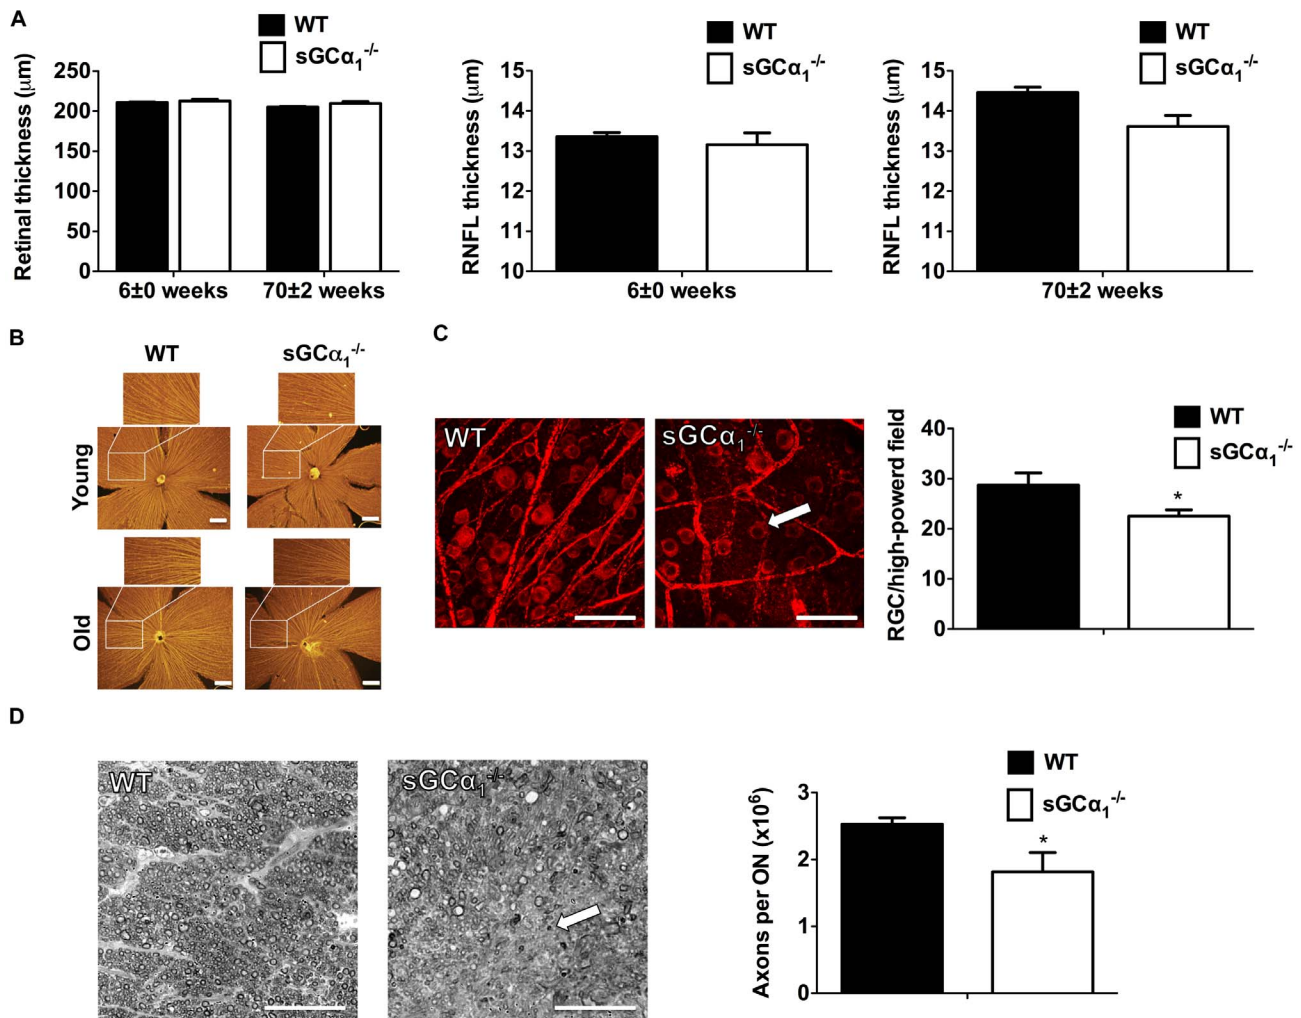 A
WT
sGCα₁⁻/⁻
Retinal thickness (μm)
250
200
150
100
50
0
6±0 weeks
70±2 weeks
WT
sGCα₁⁻/⁻
RNFL thickness (μm)
15
14
13
12
11
10
6±0 weeks
WT
sGCα₁⁻/⁻
RNFL thickness (μm)
15
14
13
12
11
10
70±2 weeks
B
WT
sGCα₁⁻/⁻
Young
Old
C
WT
sGCα₁⁻/⁻
WT
sGCα₁⁻/⁻
RGC/high-powerd field
40
30
20
10
0
*
D
WT
sGCα₁⁻/⁻
WT
sGCα₁⁻/⁻
Axons per ON (x10⁶)
3
2
1
0
*